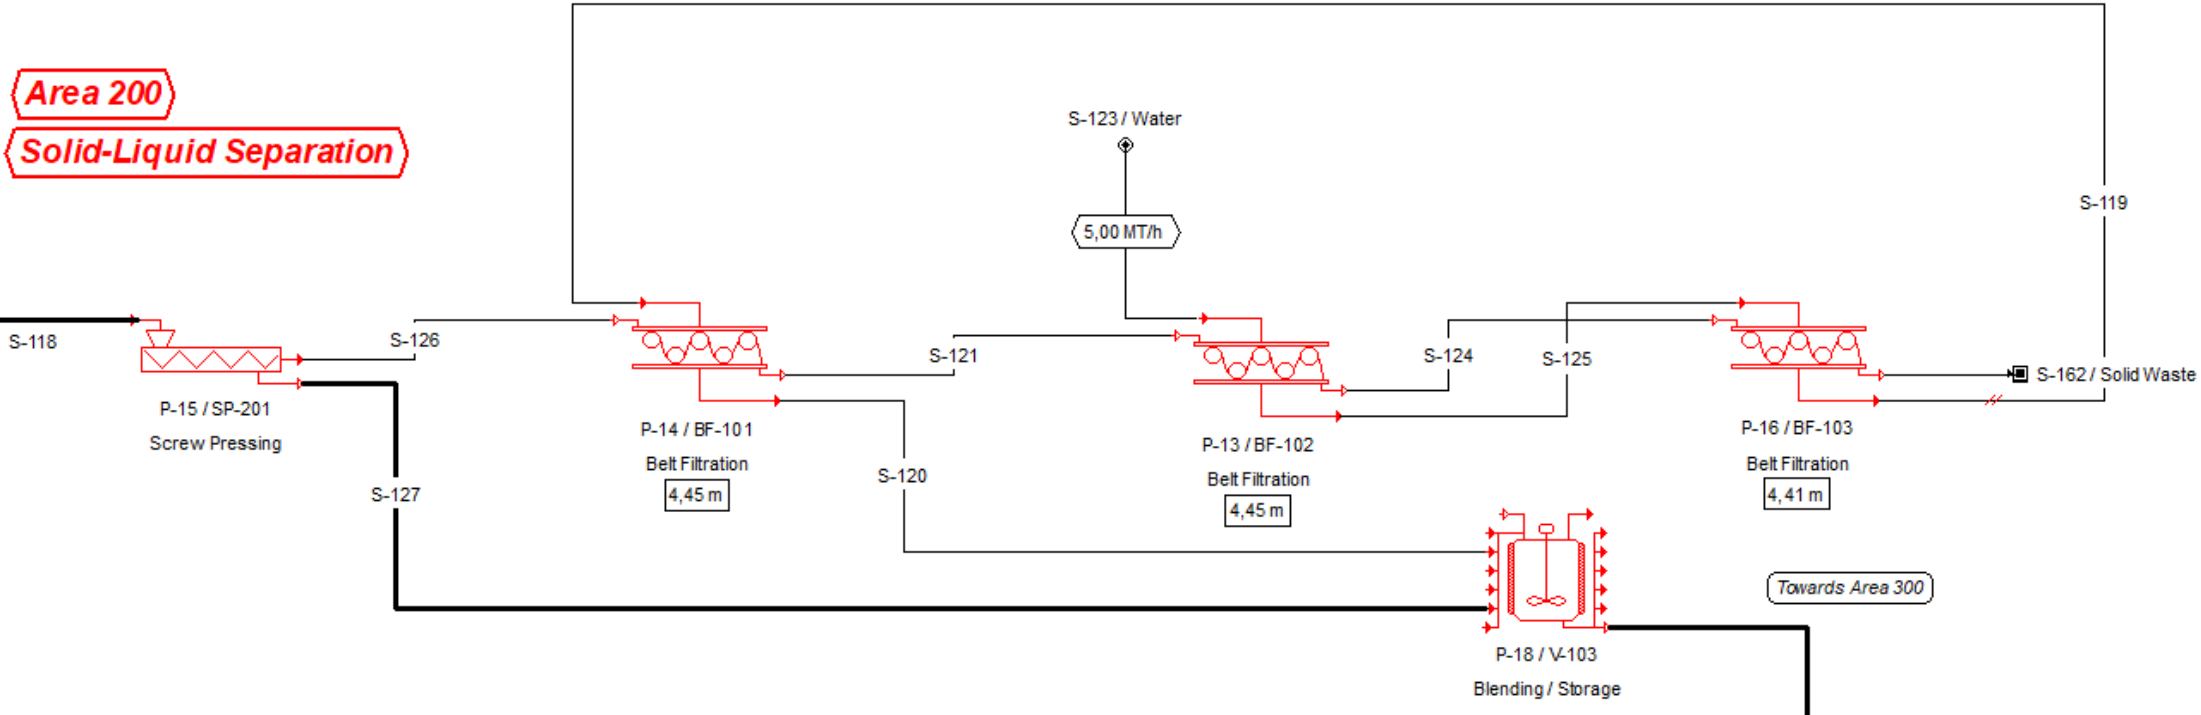 Area 200
Solid-Liquid Separation
S-123 / Water
5,00 MT/h
S-119
S-118
S-126
S-121
S-124
S-125
S-162 / Solid Waste
P-15 / SP-201
Screw Pressing
P-14 / BF-101
Belt Filtration
4,45 m
P-13 / BF-102
Belt Filtration
4,45 m
P-16 / BF-103
Belt Filtration
4,41 m
S-127
S-120
Towards Area 300
P-18 / V-103
Blending / Storage